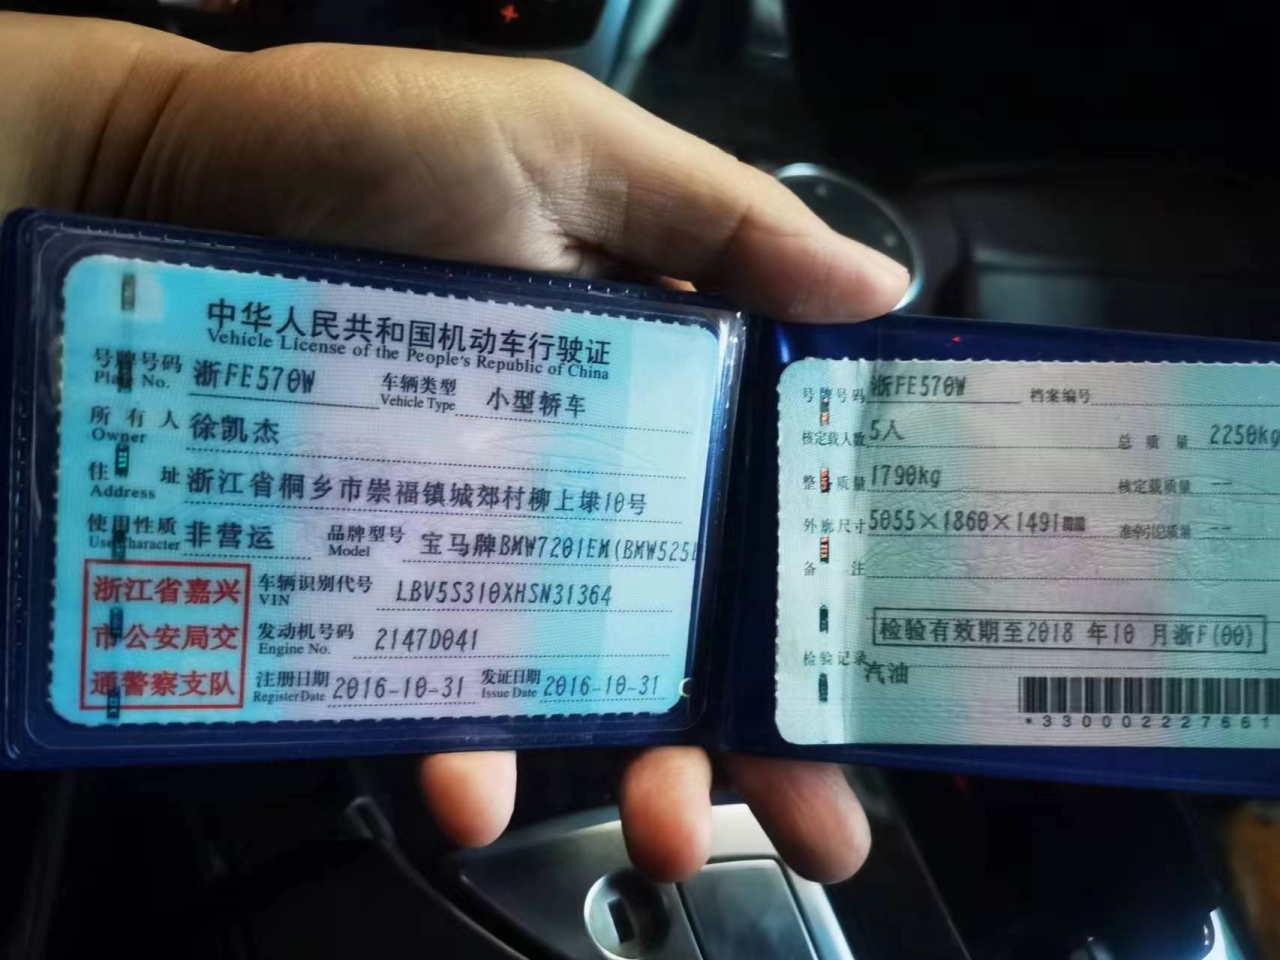 中华人民共和国机动车行驶证
Vehicle License of the People's Republic of China
号牌号码 浙FE570W 车辆类型 小型轿车
Plate No. Vehicle Type
所有人 徐凯杰
Owner
住址 浙江省桐乡市崇福镇城郊村柳上埭10号
Address
使用性质 非营运 品牌型号 宝马牌BMW7201EM(BMW525
Use Character Model
浙江省嘉兴
市公安局交
通警察支队
车辆识别代号 LBV5S310XHSN31364
VIN
发动机号码 2147D041
Engine No.
注册日期 2016-10-31 发证日期 2016-10-31
Register Date Issue Date
号牌号码 浙FE570W 档案编号
核定载人数 5人 总质量 2250kg
整备质量 1790kg 核定载质量 --
外廓尺寸 5055×1860×1491mm 准牵引总质量 --
备注
检验有效期至2018年10月浙F(00)
检验记录
汽油
*330002227661